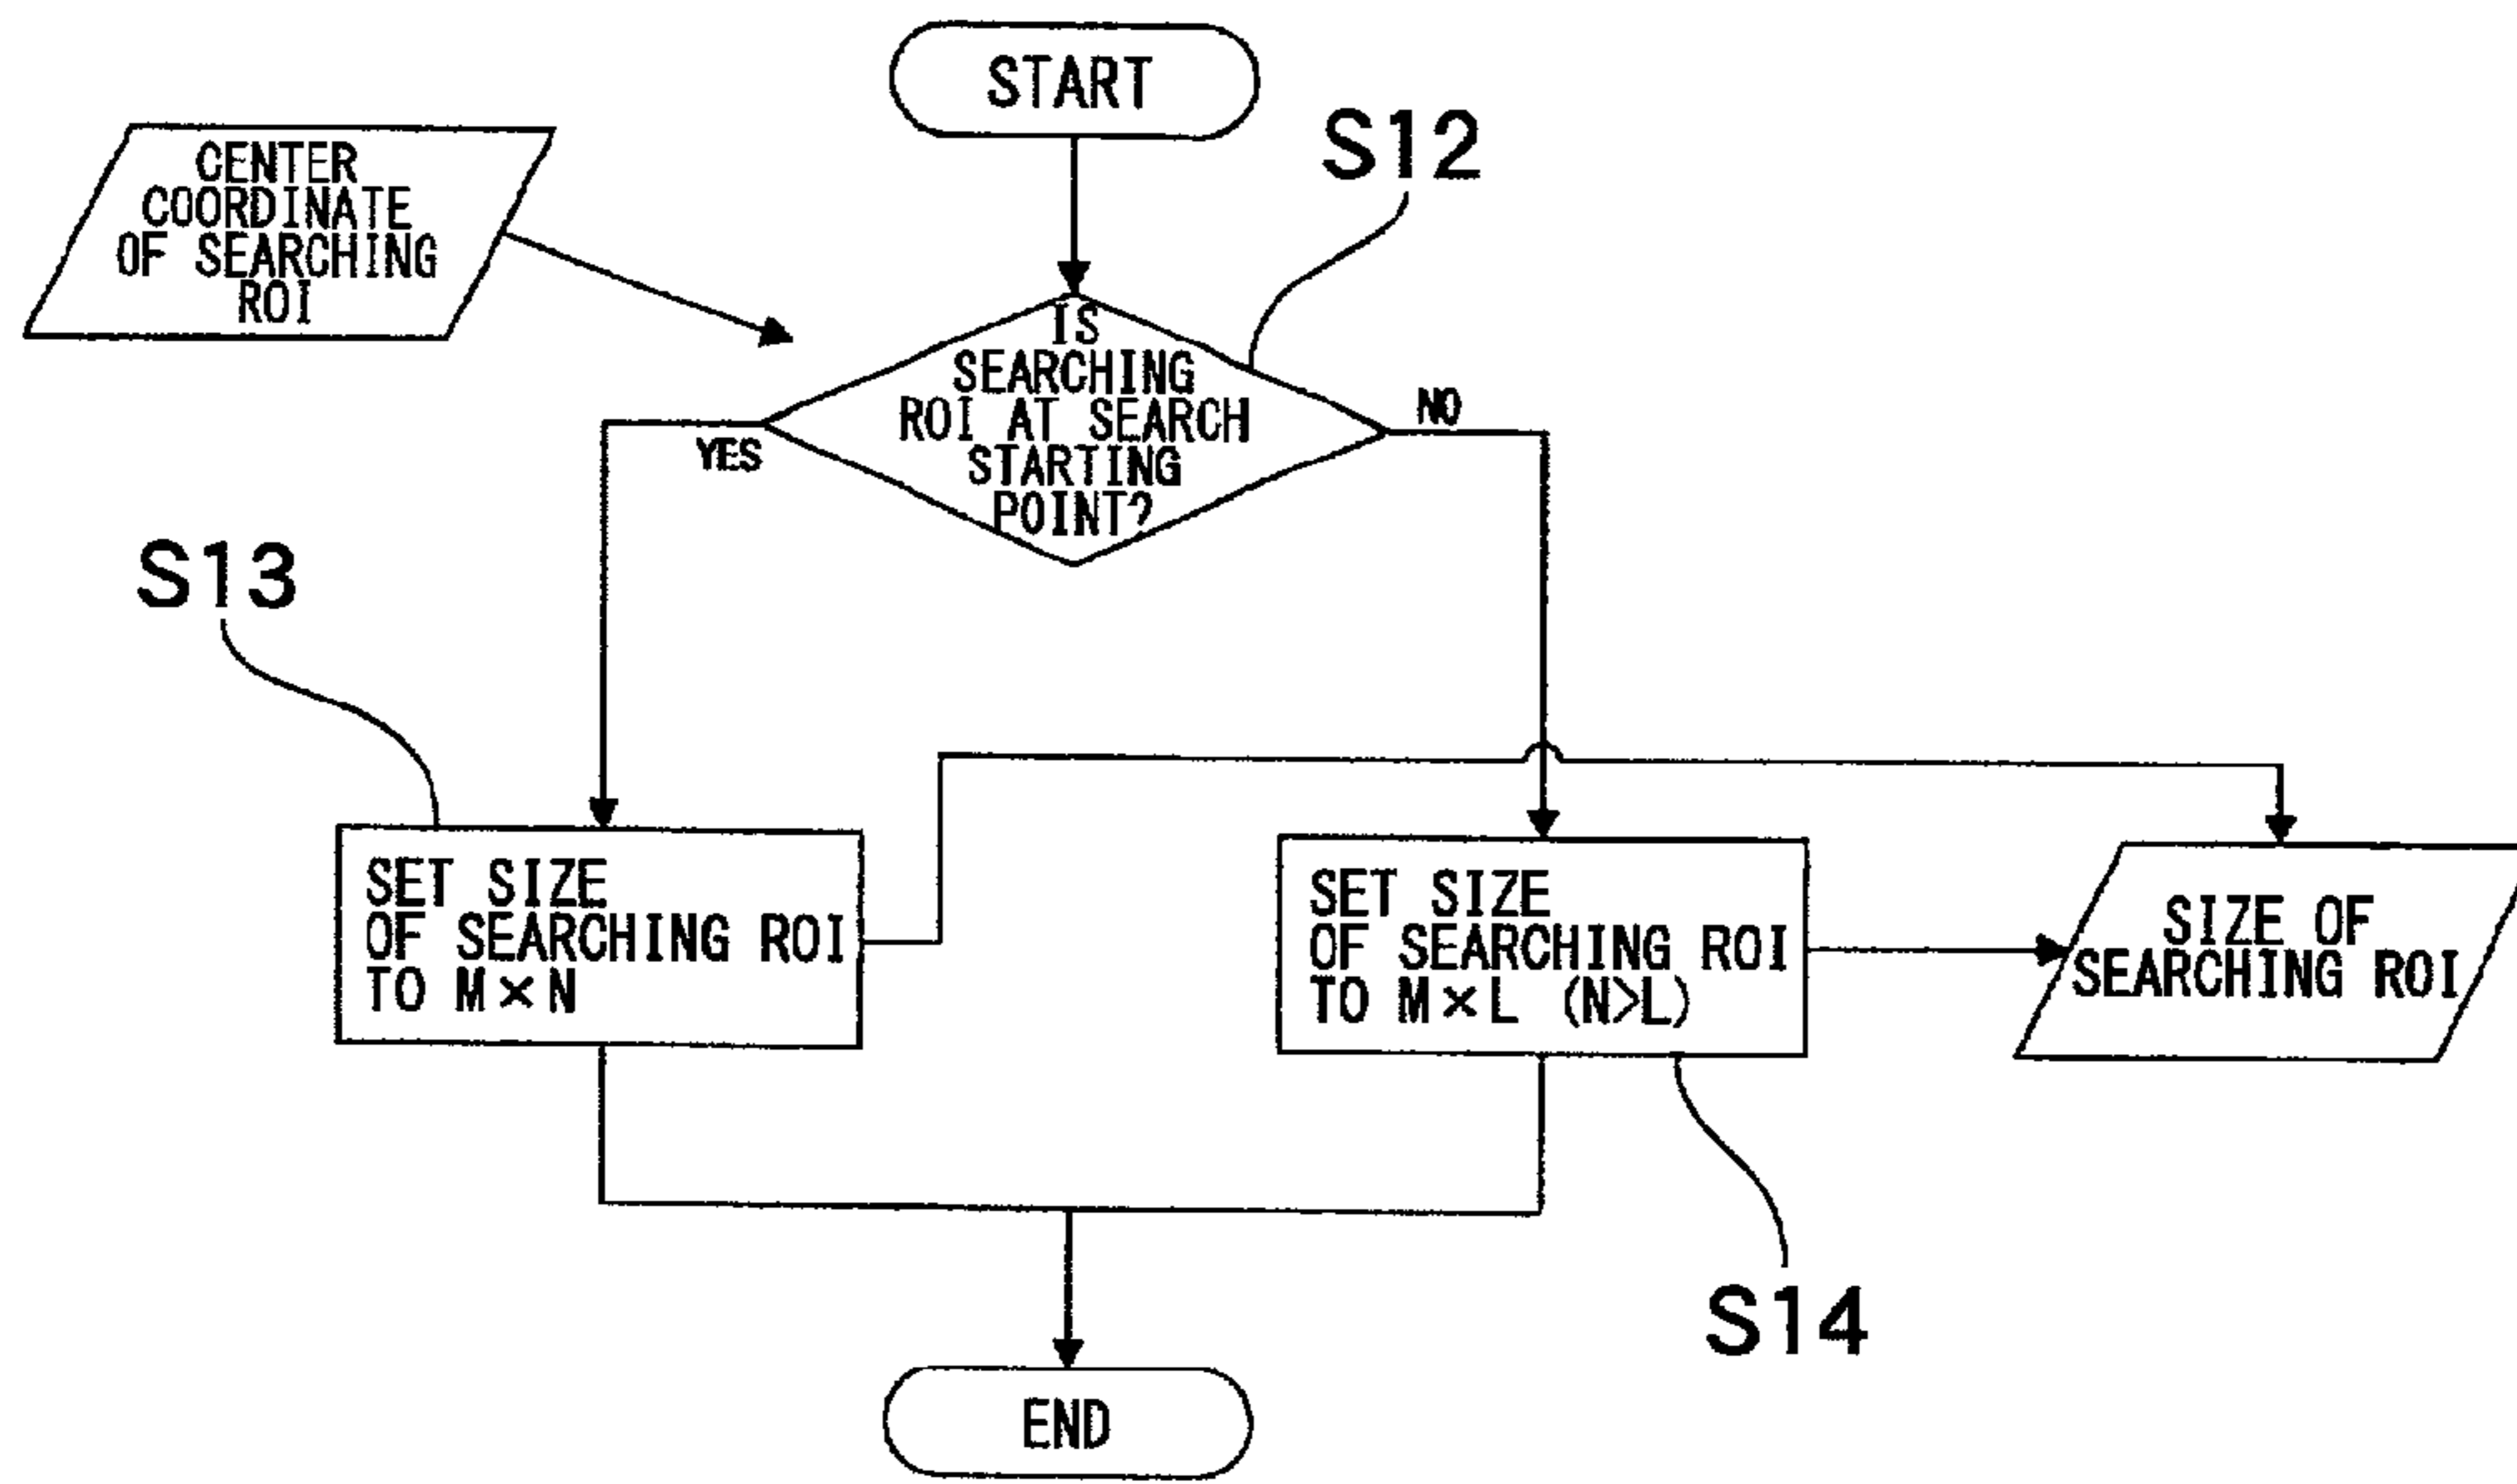 START
S12
CENTER
COORDINATE
OF SEARCHING
ROI
IS
SEARCHING
ROI AT SEARCH
STARTING
POINT?
YES
NO
S13
SET SIZE
OF SEARCHING ROI
TO M×N
SET SIZE
OF SEARCHING ROI
TO M×L (N>L)
SIZE OF
SEARCHING ROI
S14
END